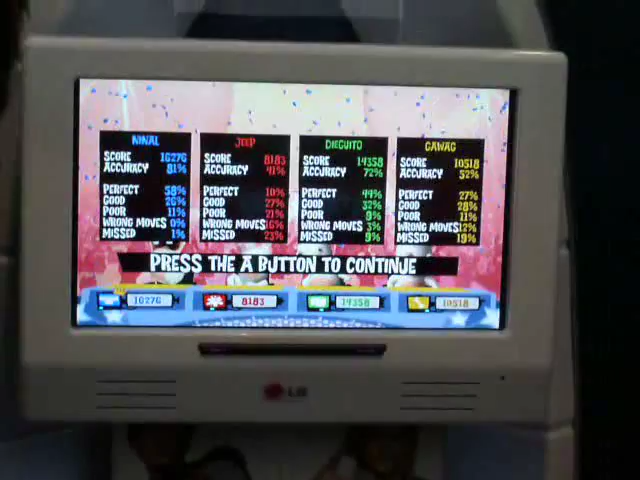 NINAL
SCORE 16276
ACCURACY 81%
PERFECT 58%
GOOD 26%
POOR 11%
WRONG MOVES 0%
MISSED 1%
JEEP
SCORE 8183
ACCURACY 41%
PERFECT 10%
GOOD 27%
POOR 21%
WRONG MOVES 16%
MISSED 23%
DIEGUITO
SCORE 14358
ACCURACY 72%
PERFECT 44%
GOOD 32%
POOR 9%
WRONG MOVES 3%
MISSED 9%
GAWAG
SCORE 10518
ACCURACY 52%
PERFECT 27%
GOOD 28%
POOR 11%
WRONG MOVES 12%
MISSED 19%
PRESS THE A BUTTON TO CONTINUE
16276 8183 14358 10518
LG